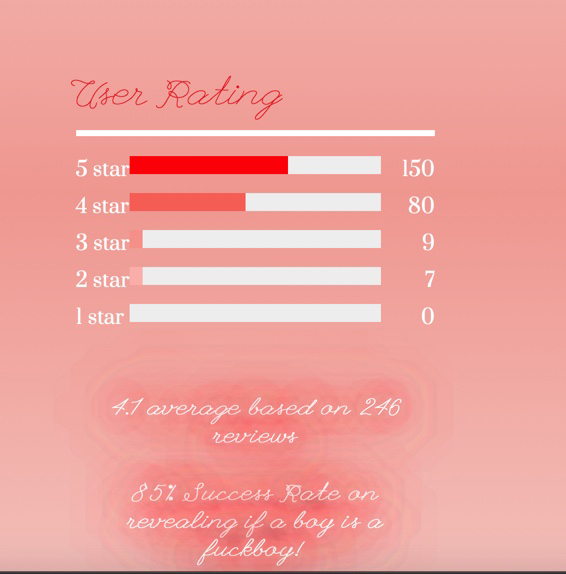 User Rating
5 star 150
4 star 80
3 star 9
2 star 7
1 star 0
4.1 average based on 246
reviews
85% Success Rate on
revealing if a boy is a
fuckboy!